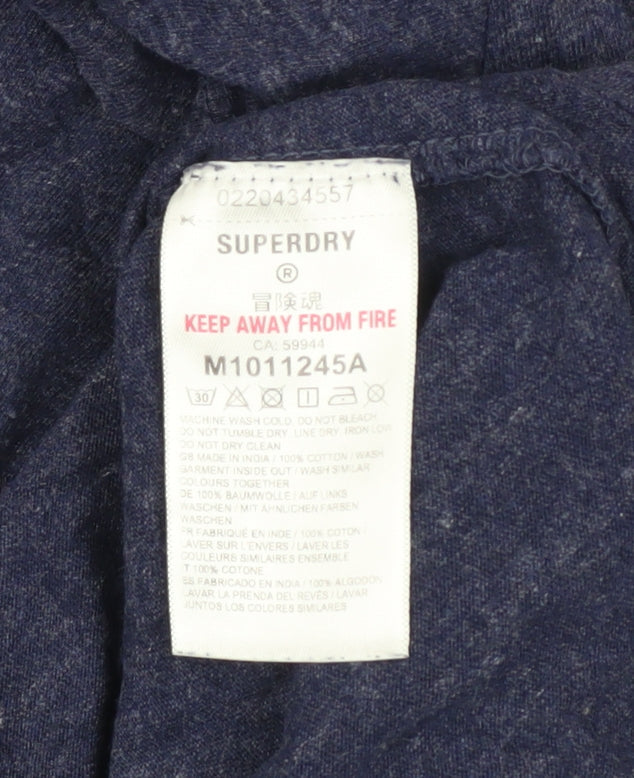 0220434557
SUPERDRY
®
冒険魂
KEEP AWAY FROM FIRE
CA: 59944
M1011245A
30
MACHINE WASH COLD, DO NOT BLEACH
DO NOT TUMBLE DRY, LINE DRY, IRON LOW
DO NOT DRY CLEAN
GB MADE IN INDIA / 100% COTTON / WASH
GARMENT INSIDE OUT / WASH SIMILAR
COLOURS TOGETHER
DE 100% BAUMWOLLE / AUF LINKS
WASCHEN / MIT ÄHNLICHEN FARBEN
WASCHEN
FR FABRIQUÉ EN INDE / 100% COTON /
LAVER SUR L'ENVERS / LAVER LES
COULEURS SIMILAIRES ENSEMBLE
IT 100% COTONE
ES FABRICADO EN INDIA / 100% ALGODÓN
LAVAR LA PRENDA DEL REVÉS / LAVAR
JUNTOS LOS COLORES SIMILARES